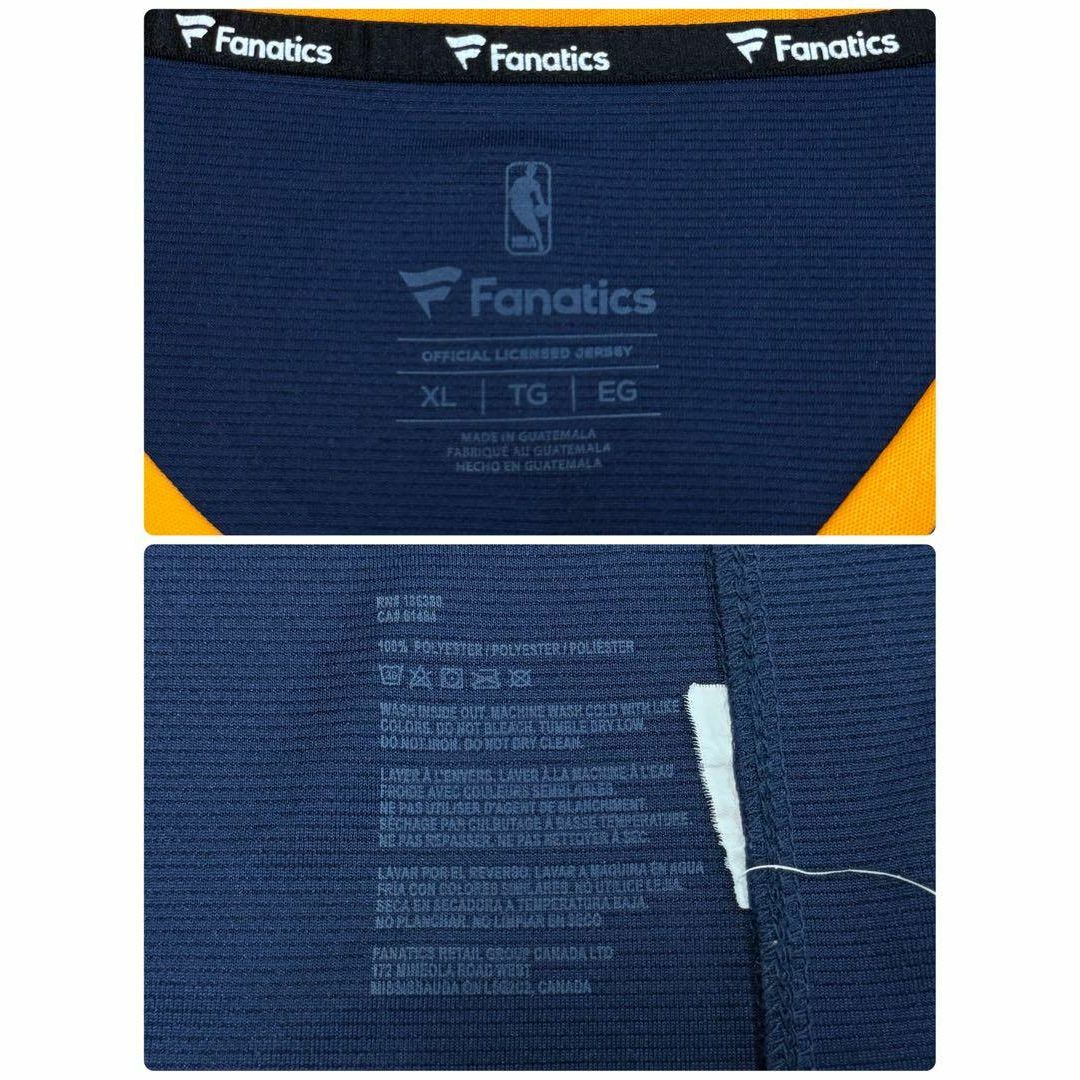 Fanatics Fanatics Fanatics
NBA
Fanatics
OFFICIAL LICENSED JERSEY
XL | TG | EG
MADE IN GUATEMALA
FABRIQUÉ AU GUATEMALA
HECHO EN GUATEMALA
RN#
CA#
100% POLYESTER / POLYESTER / POLIÉSTER
WASH INSIDE OUT. MACHINE WASH COLD WITH LIKE
COLORS. DO NOT BLEACH. TUMBLE DRY LOW.
DO NOT IRON. DO NOT DRY CLEAN.
LAVER À L'ENVERS. LAVER À LA MACHINE À L'EAU
FROIDE AVEC COULEURS SEMBLABLES.
NE PAS UTILISER D'AGENT DE BLANCHIMENT.
SÉCHAGE PAR CULBUTAGE À BASSE TEMPÉRATURE.
NE PAS REPASSER. NE PAS NETTOYER À SEC.
LAVAR POR EL REVERSO. LAVAR A MÁQUINA EN AGUA
FRIA CON COLORES SIMILARES. NO UTILICE LEJIA.
SECA EN SECADORA A TEMPERATURA BAJA.
NO PLANCHAR. NO LIMPIAR EN SECO
FANATICS RETAIL GROUP CANADA LTD
172 MINEOLA ROAD WEST
MISSISSAUGA ON CANADA